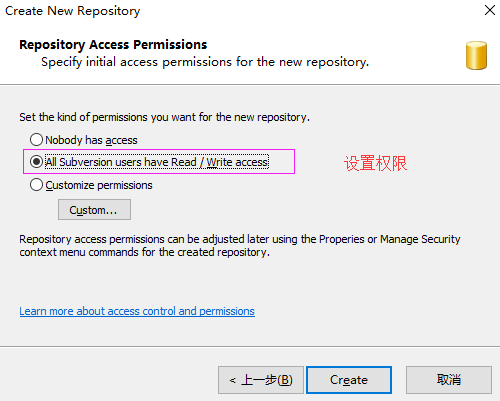 Create New Repository
Repository Access Permissions
Specify initial access permissions for the new repository.
Set the kind of permissions you want for the new repository.
Nobody has access
All Subversion users have Read / Write access
设置权限
Customize permissions
Custom...
Repository access permissions can be adjusted later using the Properies or Manage Security
context menu commands for the created repository.
Learn more about access control and permissions
< 上一步(B)
Create
取消